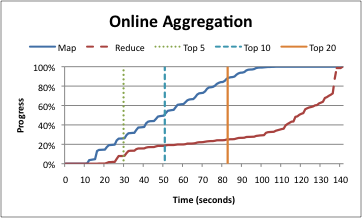 Online Aggregation
Map Reduce Top 5 Top 10 Top 20
100%
80%
60%
40%
20%
0%
Progress
0 10 20 30 40 50 60 70 80 90 100 110 120 130 140
Time (seconds)